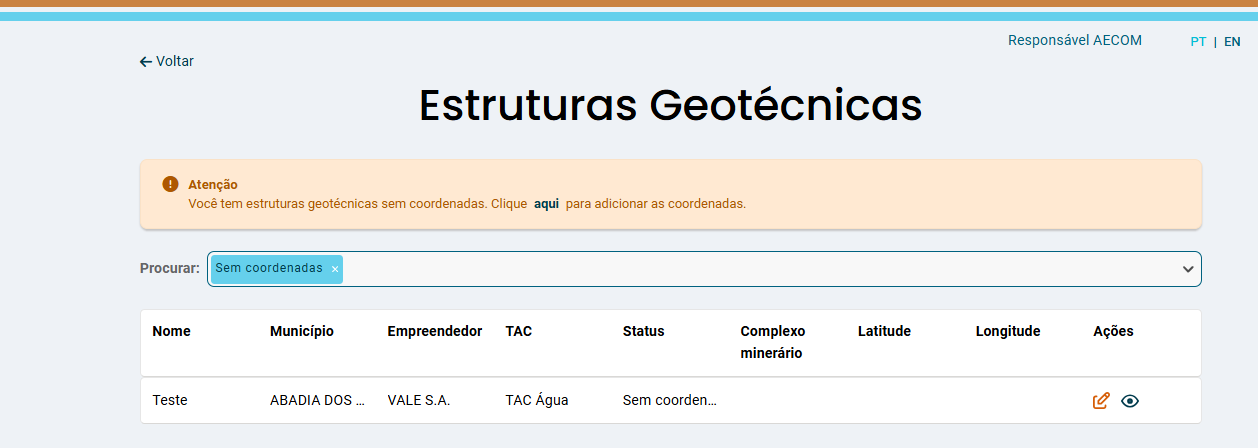 Responsável AECOM PT | EN
Voltar
Estruturas Geotécnicas
Atenção
Você tem estruturas geotécnicas sem coordenadas. Clique aqui para adicionar as coordenadas.
Procurar: Sem coordenadas ×
Nome Município Empreendedor TAC Status Complexo minerário Latitude Longitude Ações
Teste ABADIA DOS ... VALE S.A. TAC Água Sem coorden...